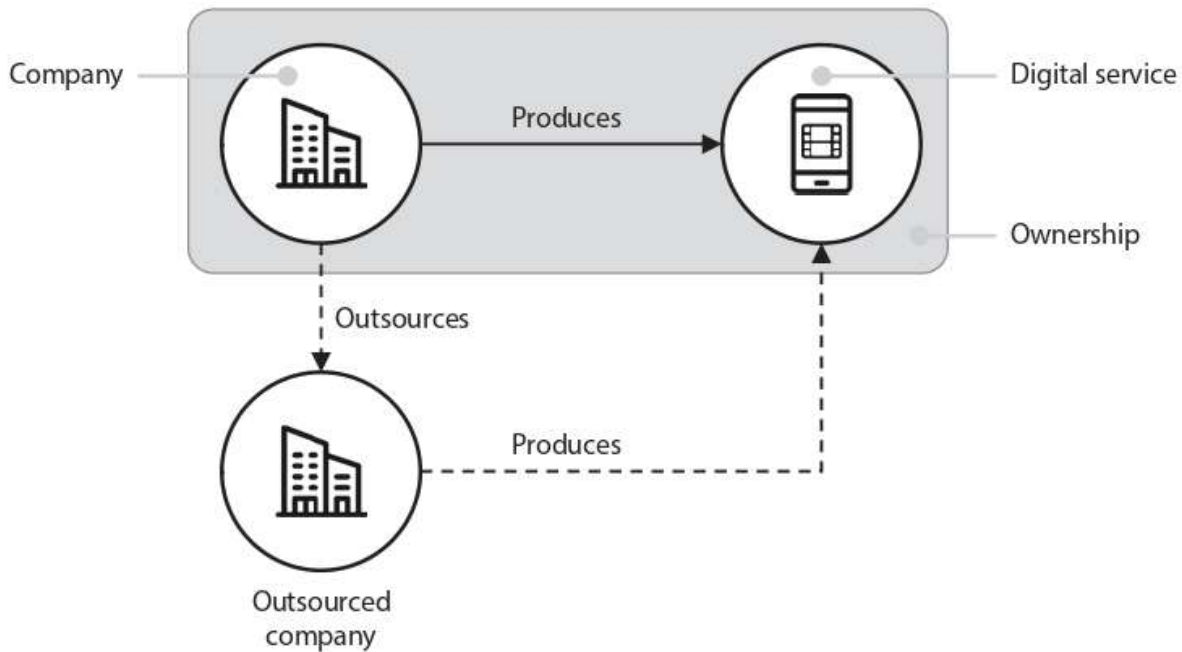 Company
Digital service
Produces
Ownership
Outsources
Produces
Outsourced
company